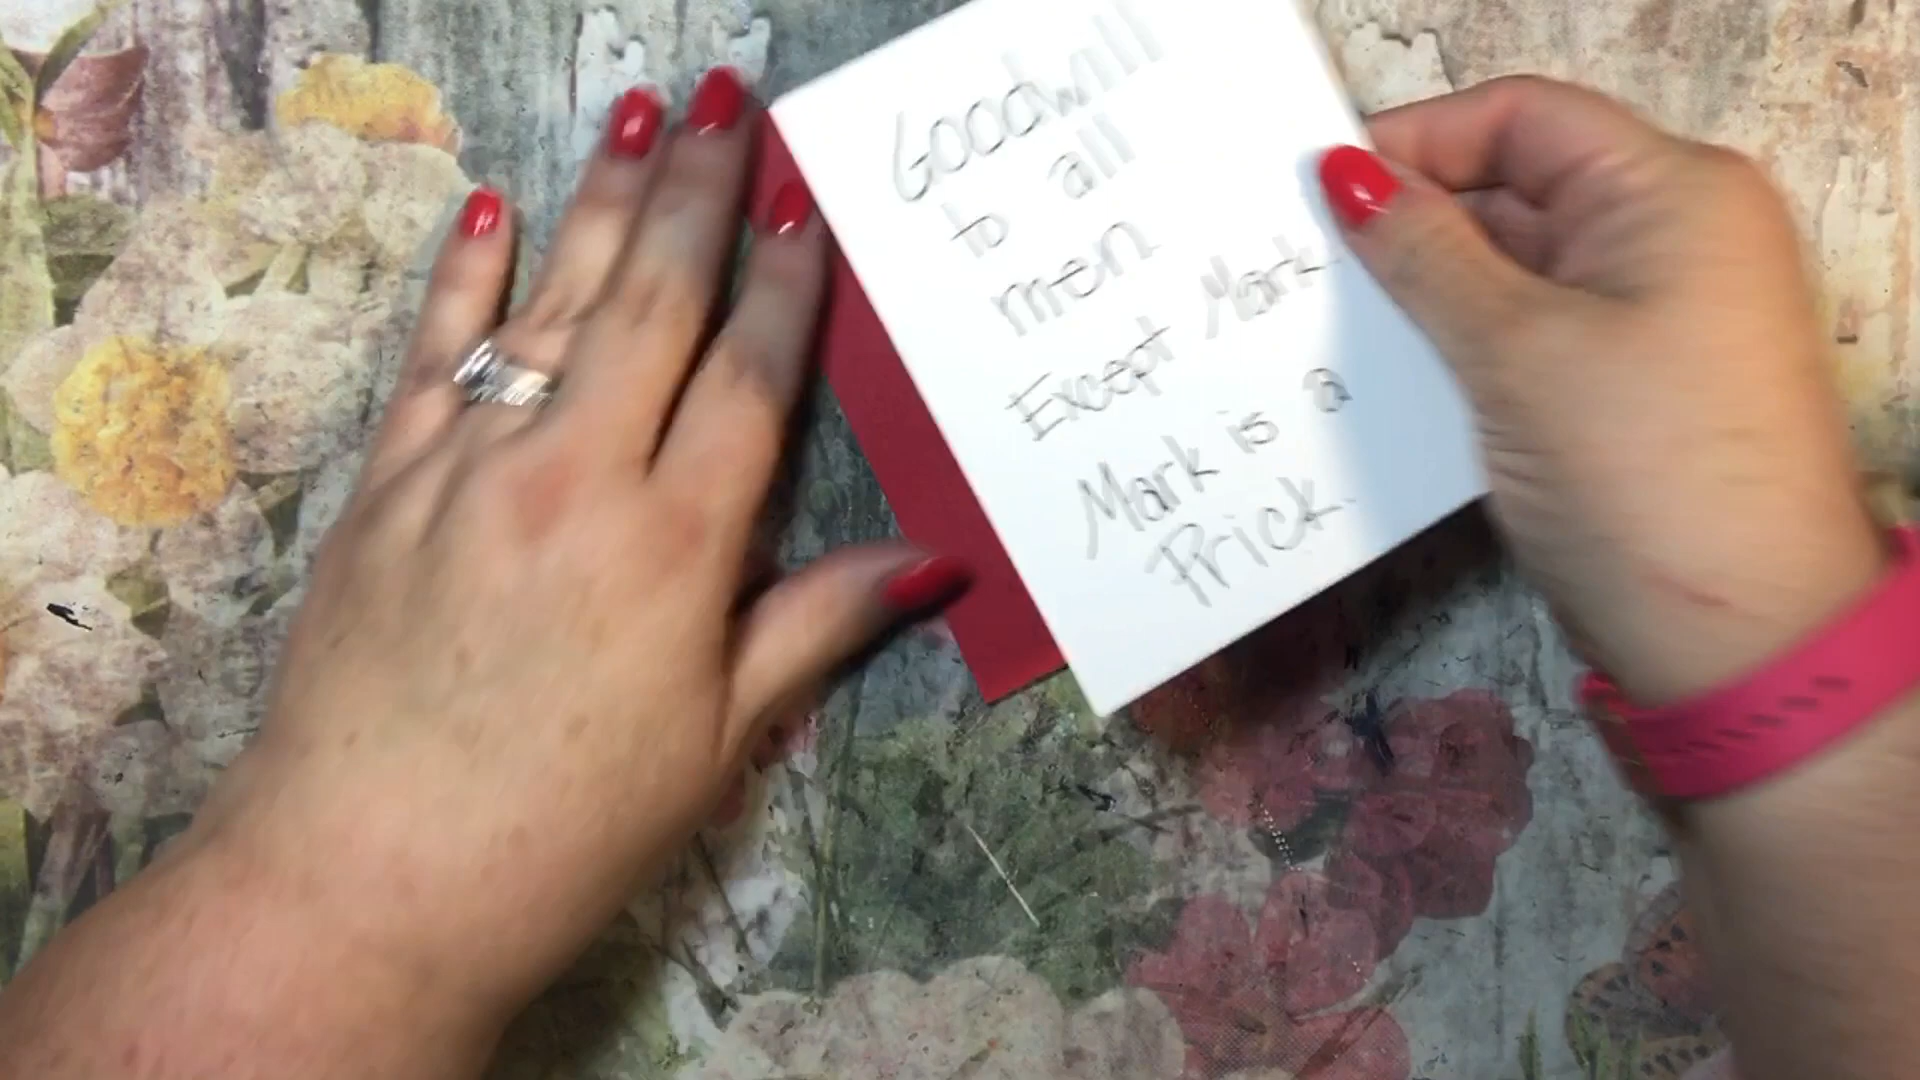 Goodwill
to all
men
Except Mark.
Mark is a
Prick.